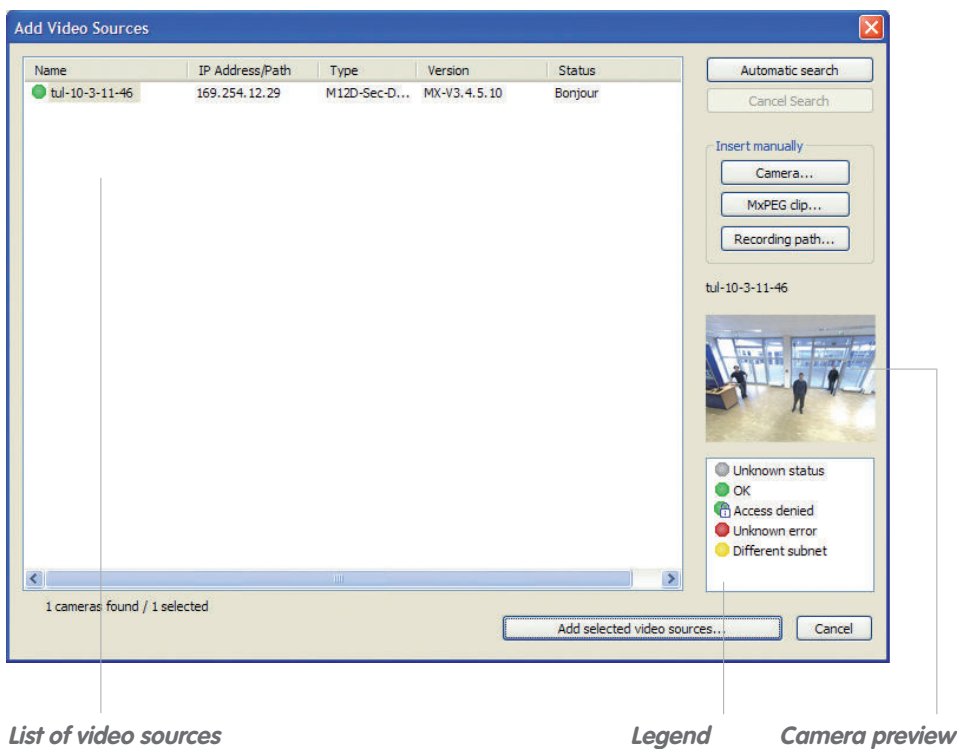 Add Video Sources
Name IP Address/Path Type Version Status
tul-10-3-11-46 169.254.12.29 M12D-Sec-D... MX-V3.4.5.10 Bonjour
Automatic search
Cancel Search
Insert manually
Camera...
MxPEG clip...
Recording path...
tul-10-3-11-46
Unknown status
OK
Access denied
Unknown error
Different subnet
1 cameras found / 1 selected
Add selected video sources...
Cancel
List of video sources
Legend
Camera preview